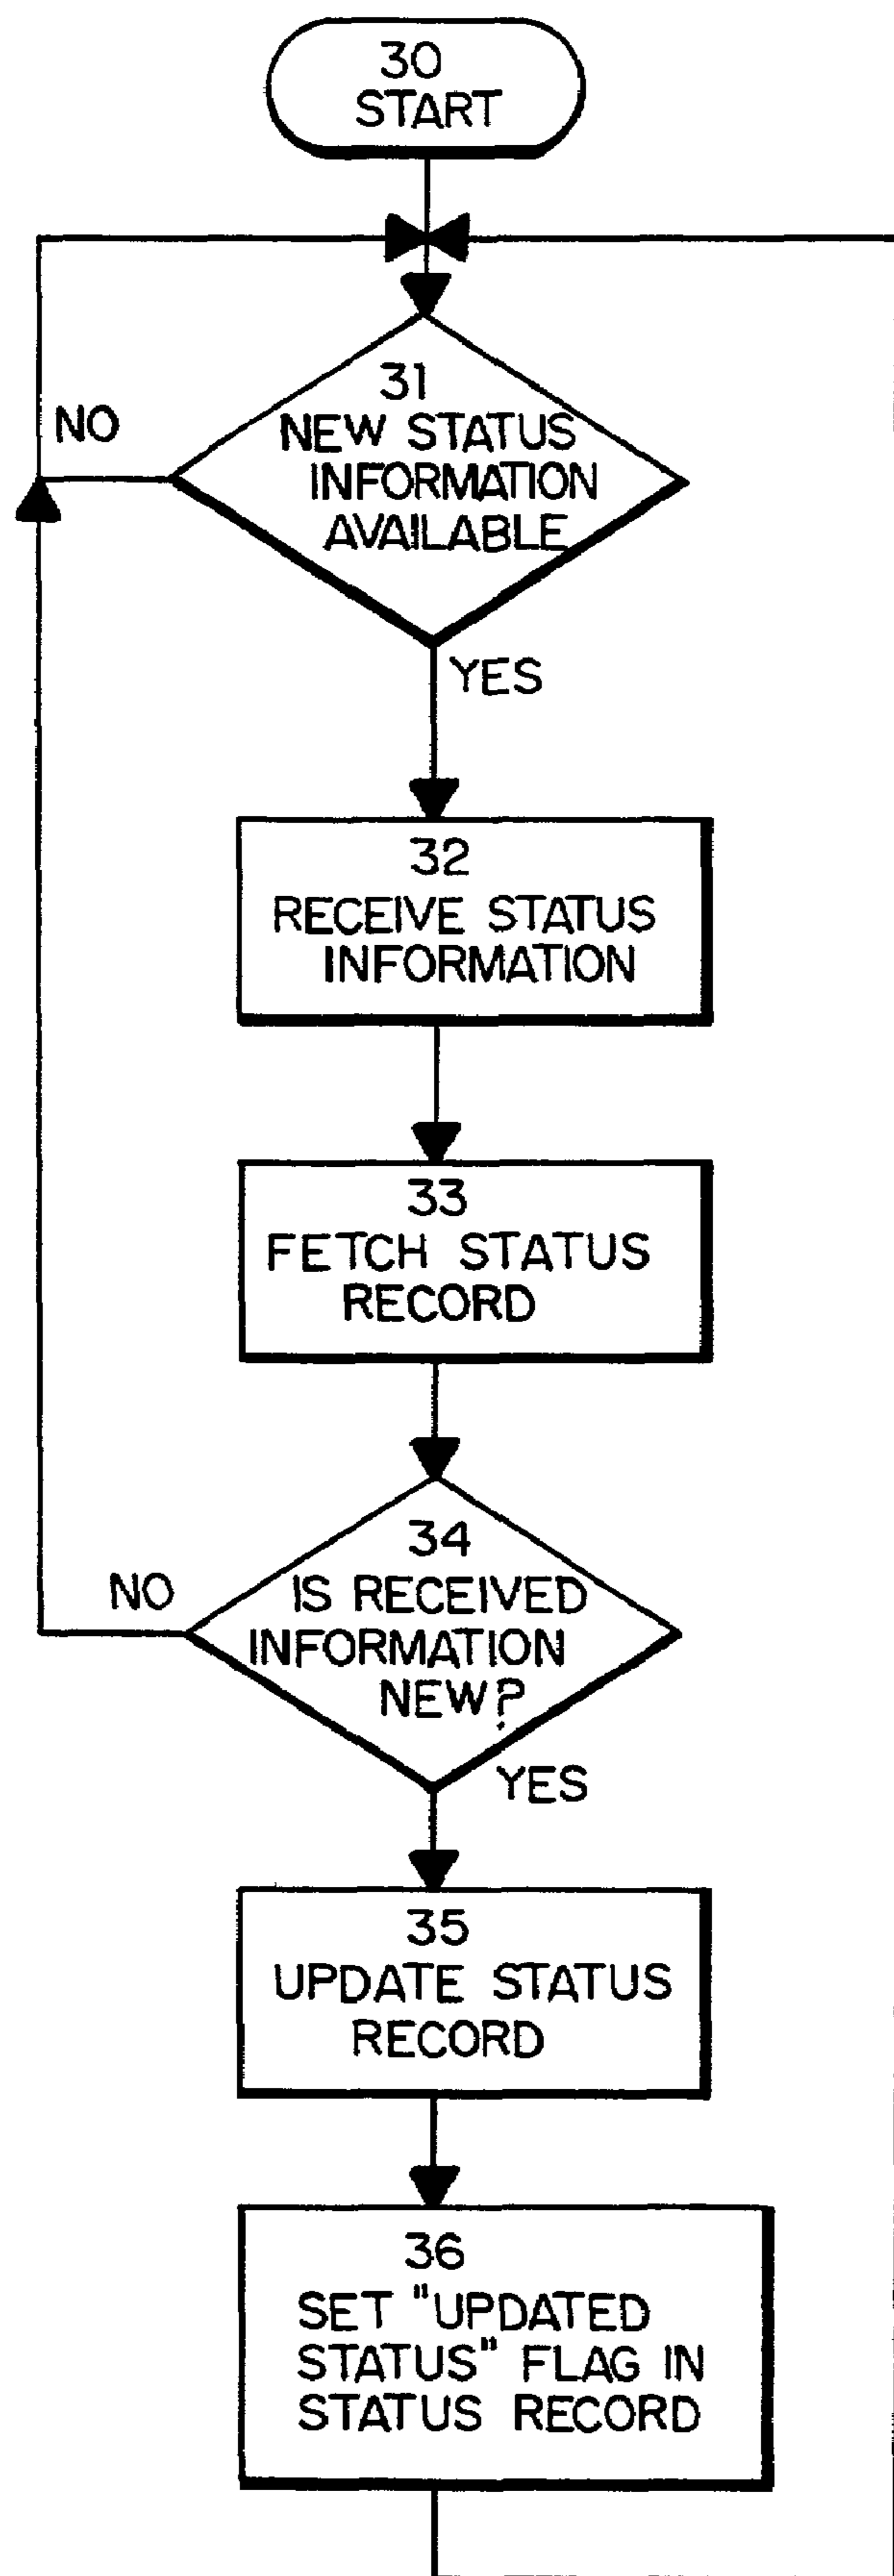 30
START
31
NO
NEW STATUS
INFORMATION
AVAILABLE
YES
32
RECEIVE STATUS
INFORMATION
33
FETCH STATUS
RECORD
34
NO
IS RECEIVED
INFORMATION
NEW?
YES
35
UPDATE STATUS
RECORD
36
SET "UPDATED
STATUS" FLAG IN
STATUS RECORD